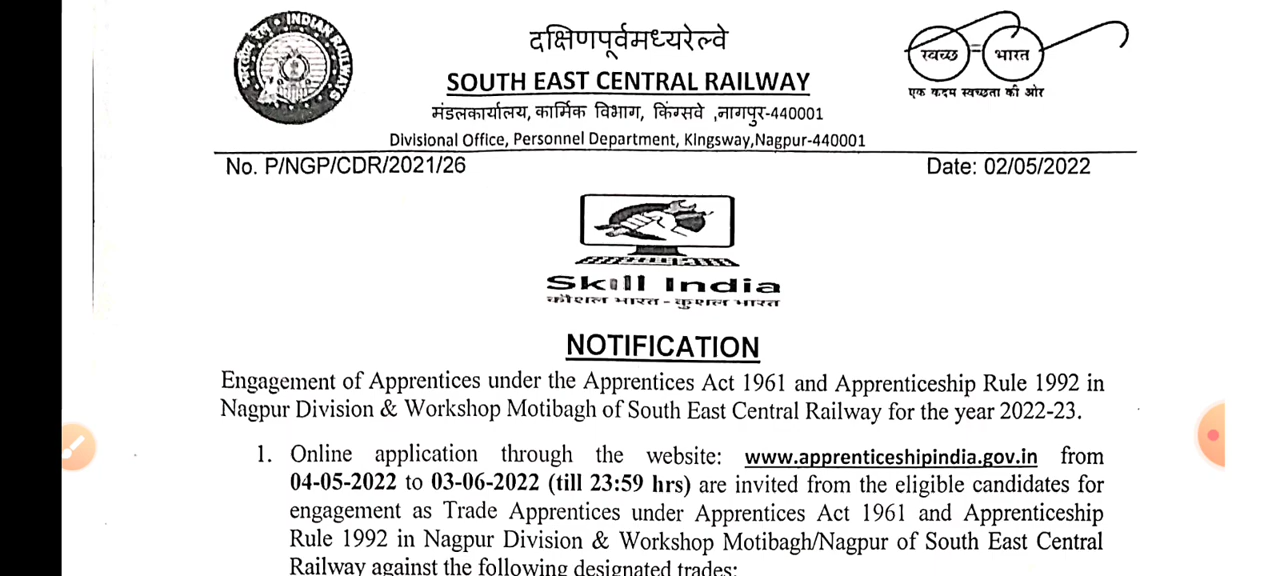 INDIAN RAILWAYS
दक्षिणपूर्वमध्यरेल्वे
SOUTH EAST CENTRAL RAILWAY
मंडलकार्यालय, कार्मिक विभाग, किंग्सवे ,नागपुर-440001
Divisional Office, Personnel Department, Kingsway,Nagpur-440001
स्वच्छ भारत
एक कदम स्वच्छता की ओर
No. P/NGP/CDR/2021/26
Date: 02/05/2022
Skill India
कौशल भारत - कुशल भारत
NOTIFICATION
Engagement of Apprentices under the Apprentices Act 1961 and Apprenticeship Rule 1992 in
Nagpur Division & Workshop Motibagh of South East Central Railway for the year 2022-23.
1. Online application through the website: www.apprenticeshipindia.gov.in from
04-05-2022 to 03-06-2022 (till 23:59 hrs) are invited from the eligible candidates for
engagement as Trade Apprentices under Apprentices Act 1961 and Apprenticeship
Rule 1992 in Nagpur Division & Workshop Motibagh/Nagpur of South East Central
Railway against the following designated trades: